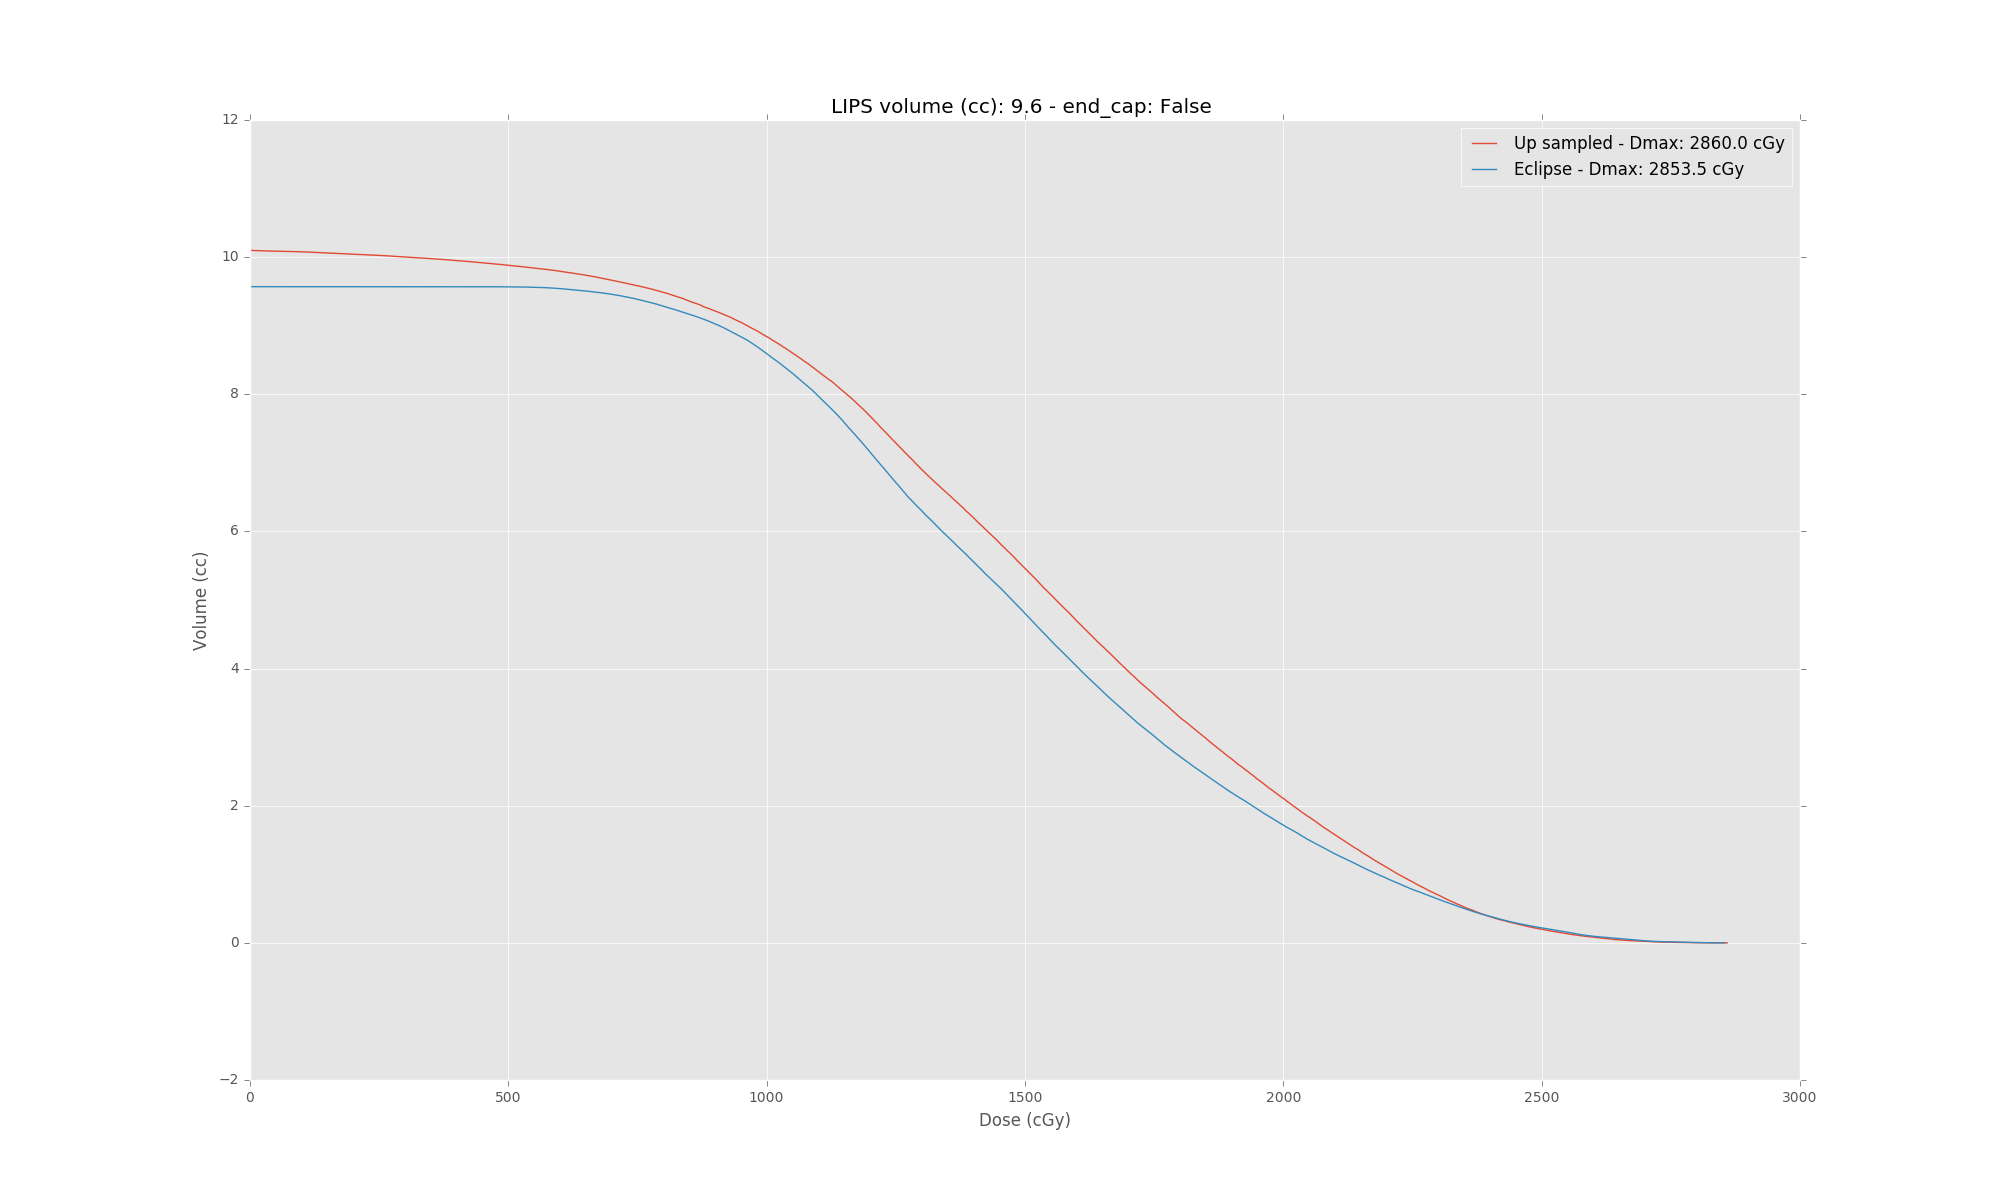 LIPS volume (cc): 9.6 - end_cap: False
Up sampled - Dmax: 2860.0 cGy
Eclipse - Dmax: 2853.5 cGy
12
10
8
6
4
2
0
−2
Volume (cc)
0 500 1000 1500 2000 2500 3000
Dose (cGy)